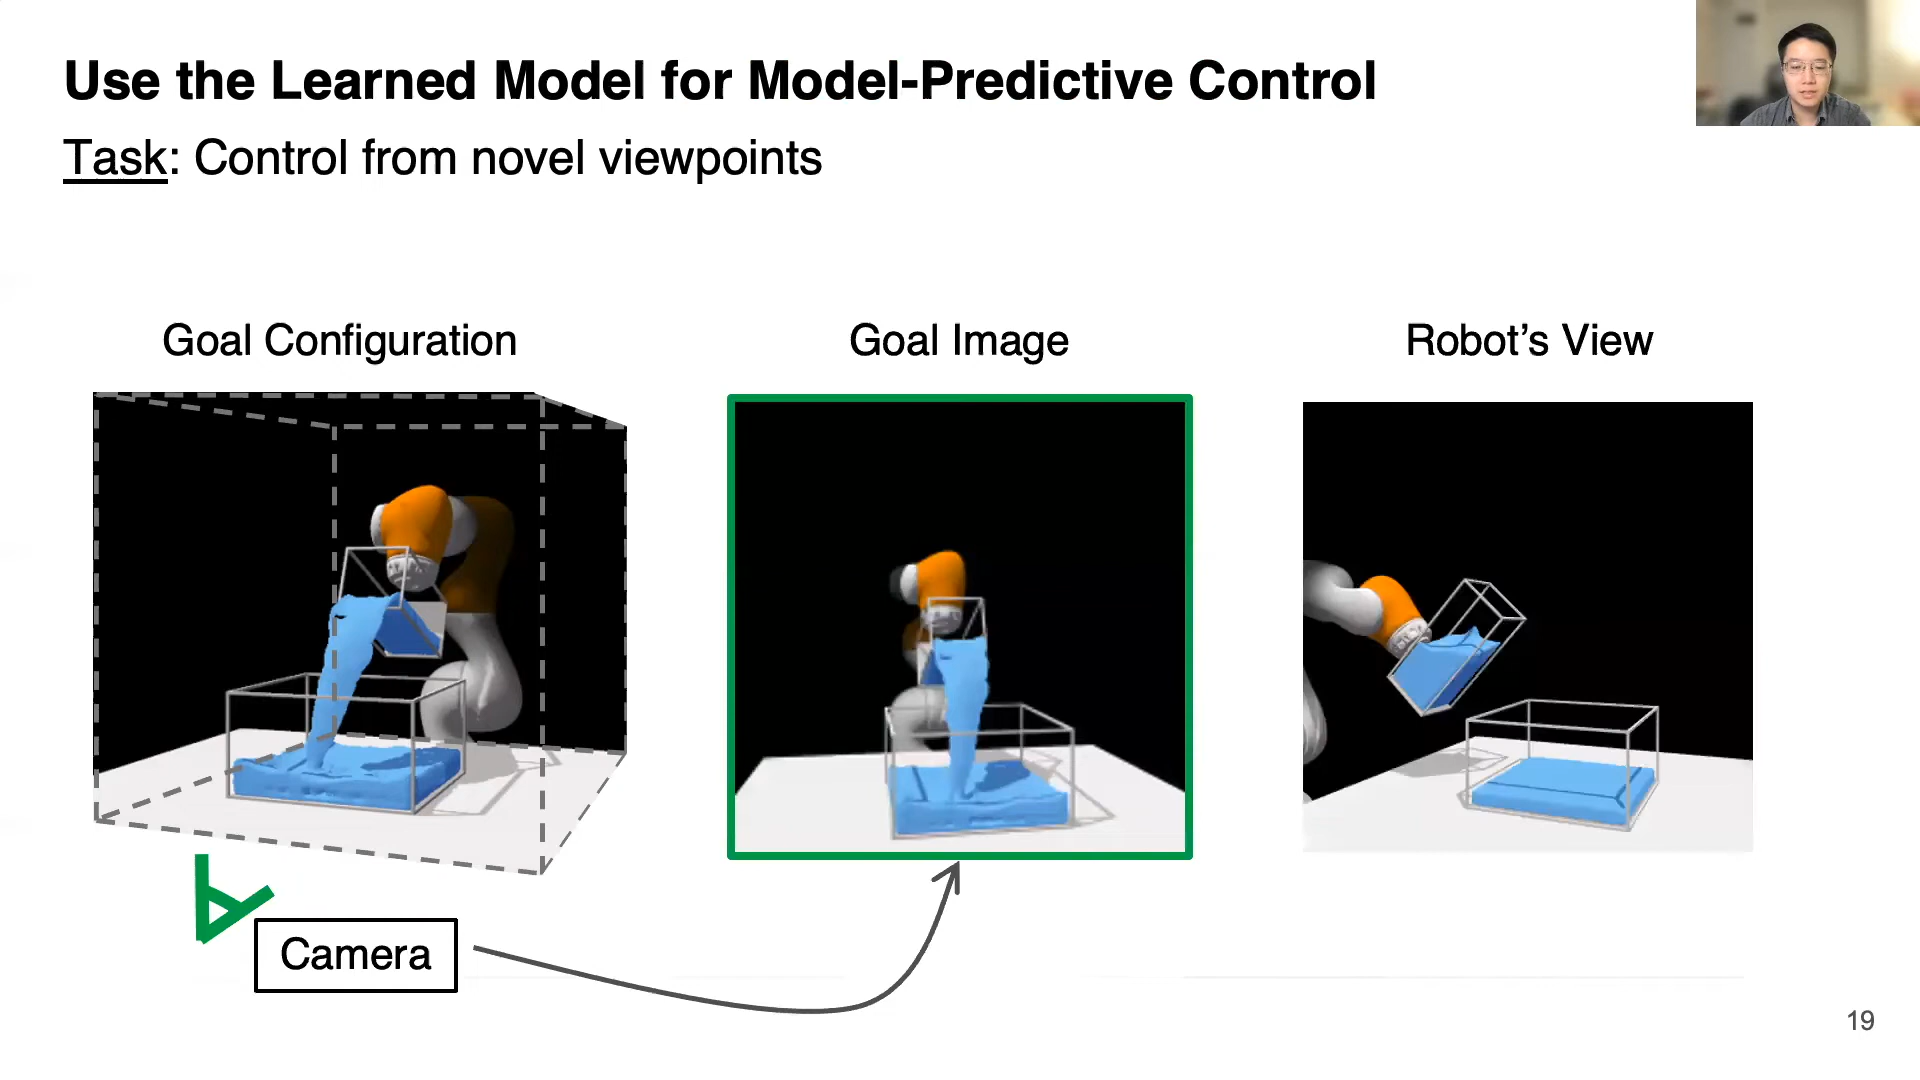 Use the Learned Model for Model-Predictive Control
Task: Control from novel viewpoints
Goal Configuration
Goal Image
Robot’s View
Camera
19